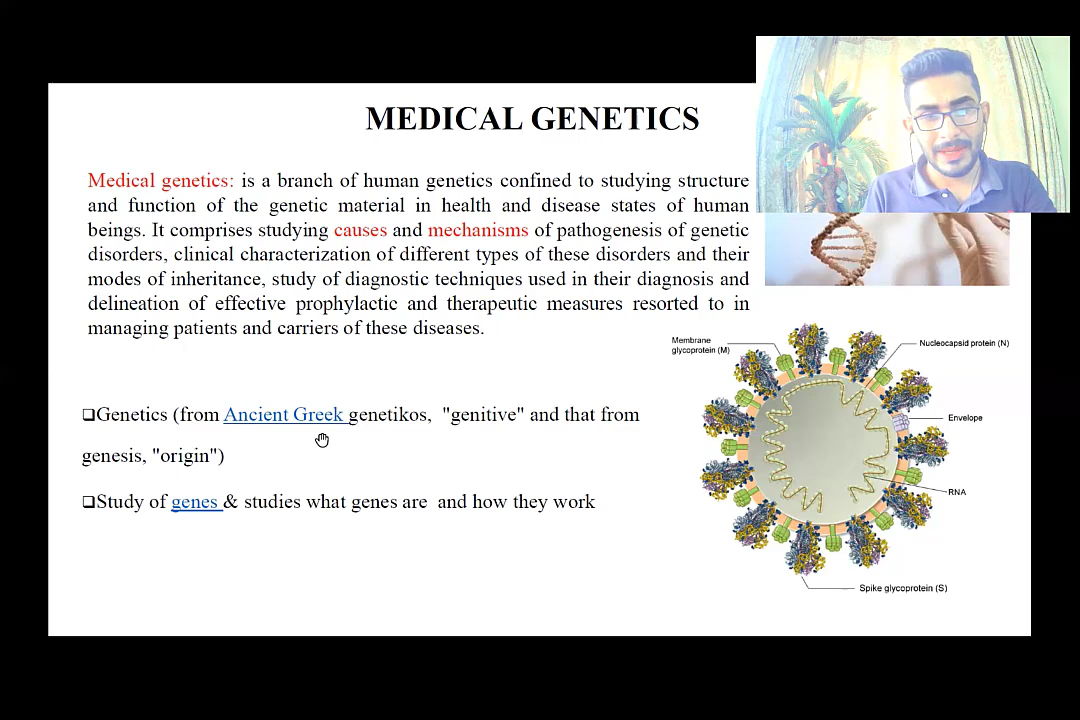 MEDICAL GENETICS
Medical genetics: is a branch of human genetics confined to studying structure
and function of the genetic material in health and disease states of human
beings. It comprises studying causes and mechanisms of pathogenesis of genetic
disorders, clinical characterization of different types of these disorders and their
modes of inheritance, study of diagnostic techniques used in their diagnosis and
delineation of effective prophylactic and therapeutic measures resorted to in
managing patients and carriers of these diseases.
❑Genetics (from Ancient Greek genetikos, "genitive" and that from
genesis, "origin")
❑Study of genes & studies what genes are and how they work
Membrane
glycoprotein (M)
Nucleocapsid protein (N)
Envelope
RNA
Spike glycoprotein (S)